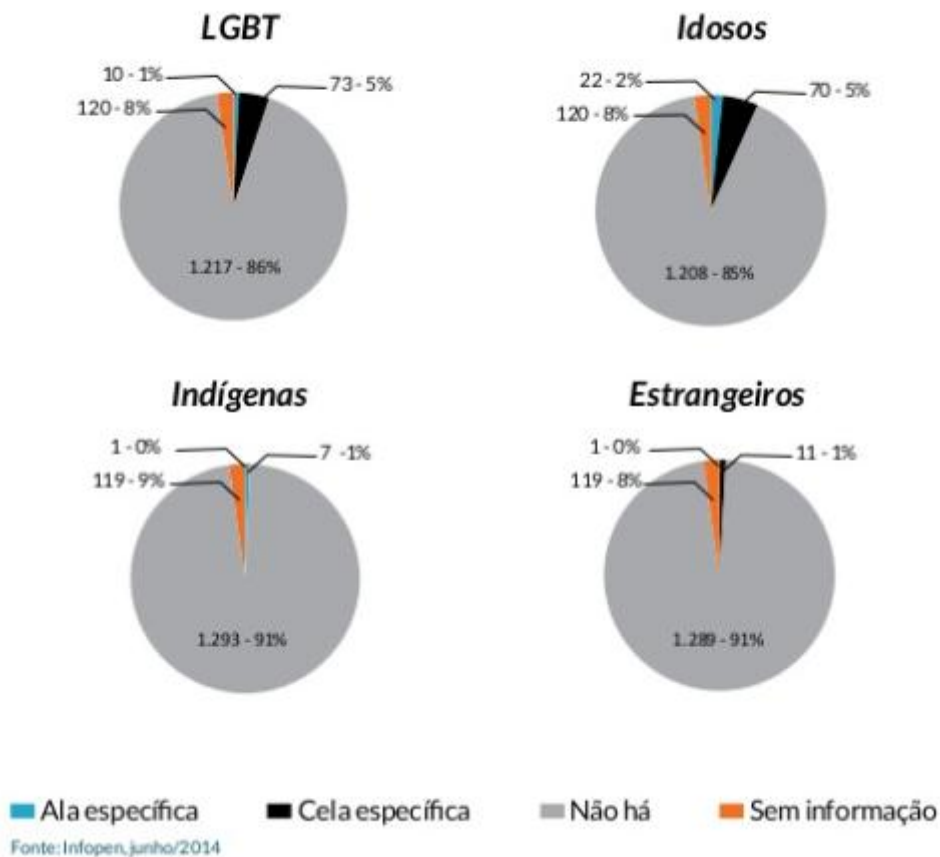 LGBT
10 - 1%
73 - 5%
120 - 8%
1.217 - 86%
Idosos
22 - 2%
70 - 5%
120 - 8%
1.208 - 85%
Indígenas
1 - 0%
7 -1%
119 - 9%
1.293 - 91%
Estrangeiros
1 - 0%
11 - 1%
119 - 8%
1.289 - 91%
Ala específica
Cela específica
Não há
Sem informação
Fonte: Infopen, junho/2014